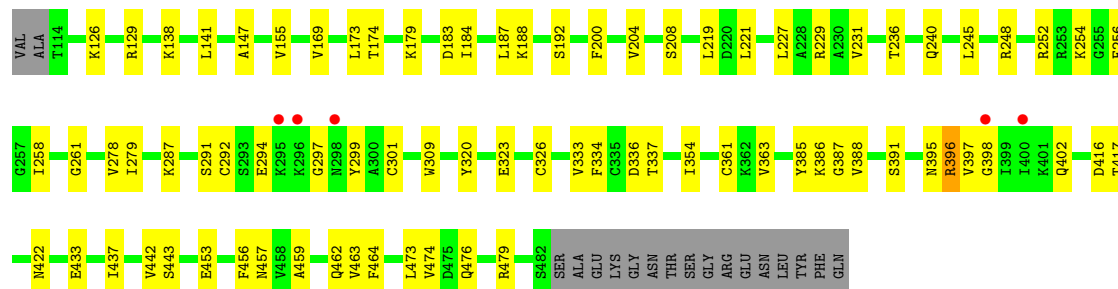 VAL ALA T114 K126 R129 K138 L141 A147 V155 V169 L173 T174 K179 D183 I184 L187 K188 S192 F200 V204 S208 L219 D220 L221 L227 A228 R229 A230 V231 T236 Q240 L245 R248 R252 R253 K254 G255 E256
G257 I258 G261 V278 I279 K287 S291 C292 S293 E294 K295 K296 G297 N298 Y299 A300 C301 W309 Y320 E323 C326 V333 F334 C335 D336 T337 I354 C361 K362 V363 Y385 K386 G387 V388 S391 N395 R396 V397 G398 I399 I400 K401 Q402 D416 T417
N422 E433 I437 V442 S443 E453 F456 N457 V458 A459 Q462 V463 F464 L473 V474 D475 Q476 R479 S482 SER ALA GLU LYS GLY ASN THR SER GLY ARG GLU ASN LEU TYR PHE GLN